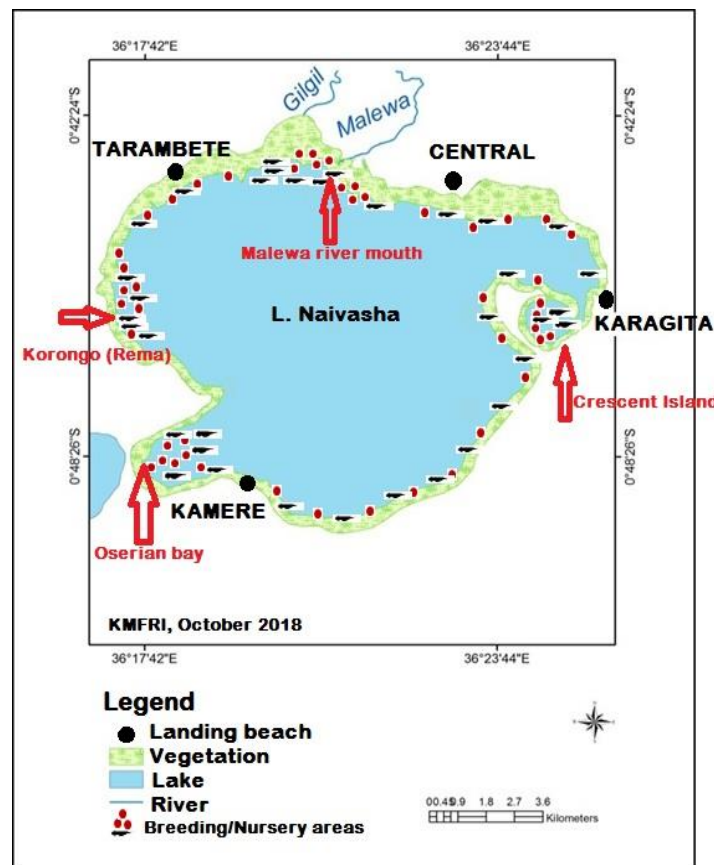 36°17'42"E
36°23'44"E
0°42'24"S
0°42'24"S
Gilgil
Malewa
TARAMBETE
CENTRAL
Malewa river mouth
L. Naivasha
KARAGITA
Korongo (Rema)
Crescent Island
0°48'26"S
0°48'26"S
KAMERE
Oserian bay
KMFRI, October 2018
36°17'42"E
36°23'44"E
Legend
Landing beach
Vegetation
Lake
River
Breeding/Nursery areas
00.450.9 1.8 2.7 3.6
Kilometers